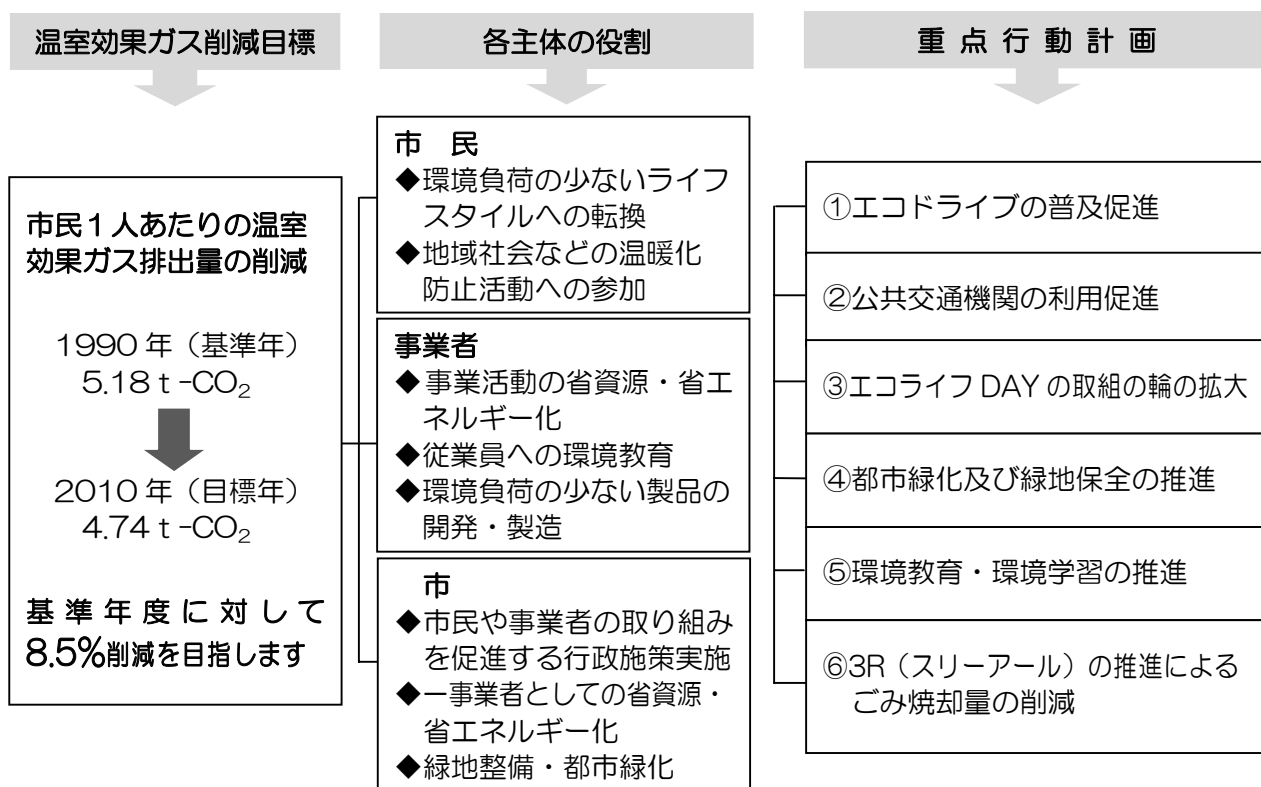 温室効果ガス削減目標
市民１人あたりの温室
効果ガス排出量の削減
1990年（基準年）
5.18ｔ-CO₂
2010年（目標年）
4.74ｔ-CO₂
基準年度に対して
8.5%削減を目指します
各主体の役割
市　民
◆環境負荷の少ないライフ
スタイルへの転換
◆地域社会などの温暖化
防止活動への参加
事業者
◆事業活動の省資源・省エ
ネルギー化
◆従業員への環境教育
◆環境負荷の少ない製品の
開発・製造
市
◆市民や事業者の取り組み
を促進する行政施策実施
◆一事業者としての省資源・
省エネルギー化
◆緑地整備・都市緑化
重点行動計画
①エコドライブの普及促進
②公共交通機関の利用促進
③エコライフDAYの取組の輪の拡大
④都市緑化及び緑地保全の推進
⑤環境教育・環境学習の推進
⑥3R（スリーアール）の推進による
ごみ焼却量の削減